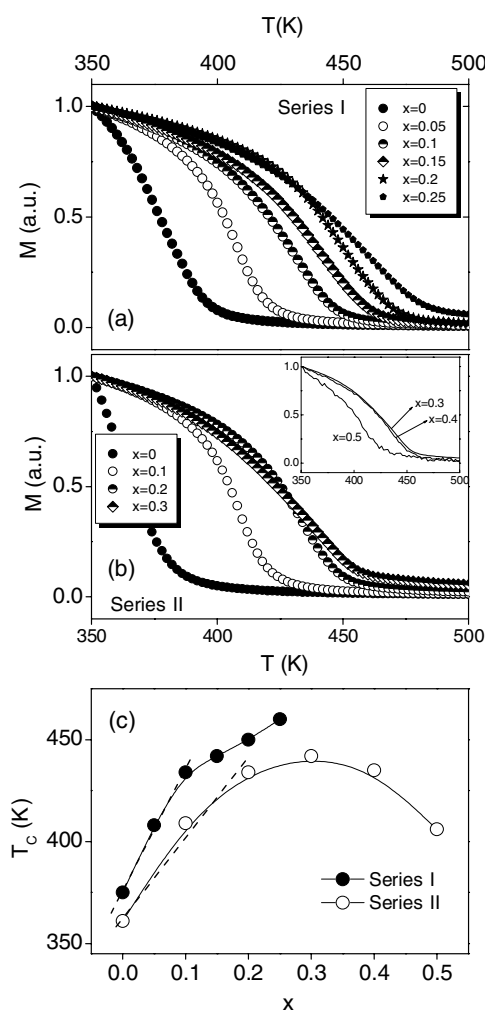 T(K)
350 400 450 500
1.0
0.5
0.0
M (a.u.)
Series I
x=0
x=0.05
x=0.1
x=0.15
x=0.2
x=0.25
(a)
1.0
0.5
0.0
M (a.u.)
x=0
x=0.1
x=0.2
x=0.3
(b)
Series II
1.0
0.5
0.0
x=0.3
x=0.4
x=0.5
350 400 450 500
350 400 450 500
T (K)
(c)
450
400
350
T_C (K)
Series I
Series II
0.0 0.1 0.2 0.3 0.4 0.5
x